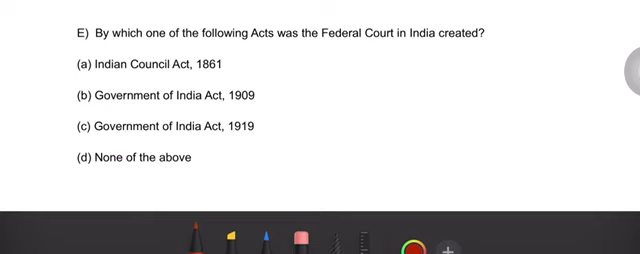 E) By which one of the following Acts was the Federal Court in India created?
(a) Indian Council Act, 1861
(b) Government of India Act, 1909
(c) Government of India Act, 1919
(d) None of the above